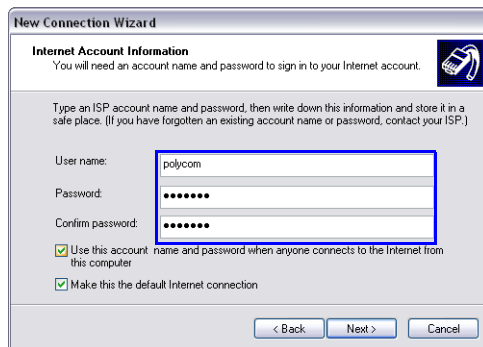 New Connection Wizard
Internet Account Information
You will need an account name and password to sign in to your Internet account.
Type an ISP account name and password, then write down this information and store it in a
safe place. (If you have forgotten an existing account name or password, contact your ISP.)
User name:
polycom
Password:
•••••••
Confirm password:
•••••••
Use this account name and password when anyone connects to the Internet from
this computer
Make this the default Internet connection
< Back
Next >
Cancel